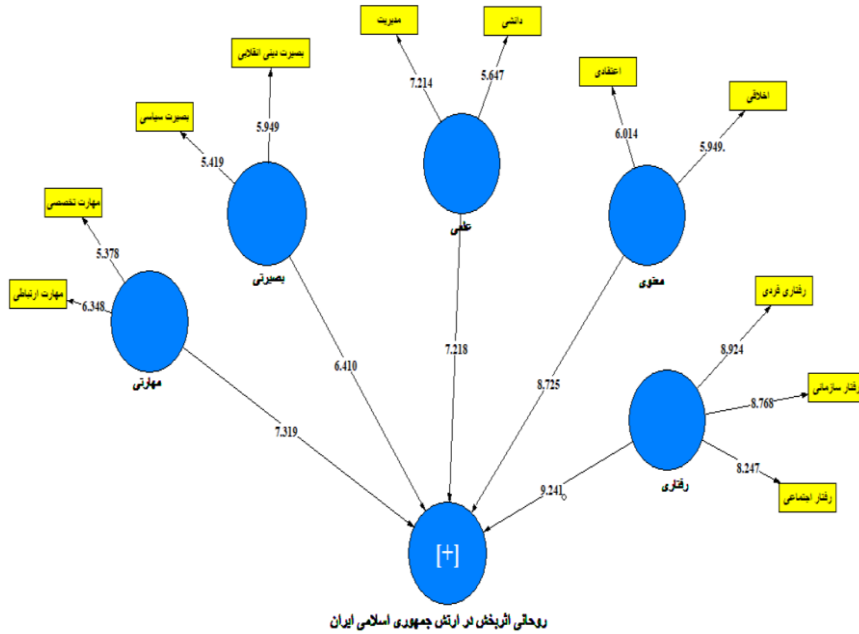 دانشی
مدیریت
7.214
5.647
بصیرت دینی انقلابی
اعتقادی
اخلاقی
بصیرت سیاسی
5.949
6.014
5.949.
5.419
علمی
مهارت تخصصی
بصیرتی
معنوی
5.378
مهارت ارتباطی
6.348
رفتاری فردی
8.924
7.218
6.410
8.725
مهارتی
رفتار سازمانی
8.768
7.319
8.247
رفتاری
رفتار اجتماعی
9.241
[+]
روحانی اثربخش در ارتش جمهوری اسلامی ایران